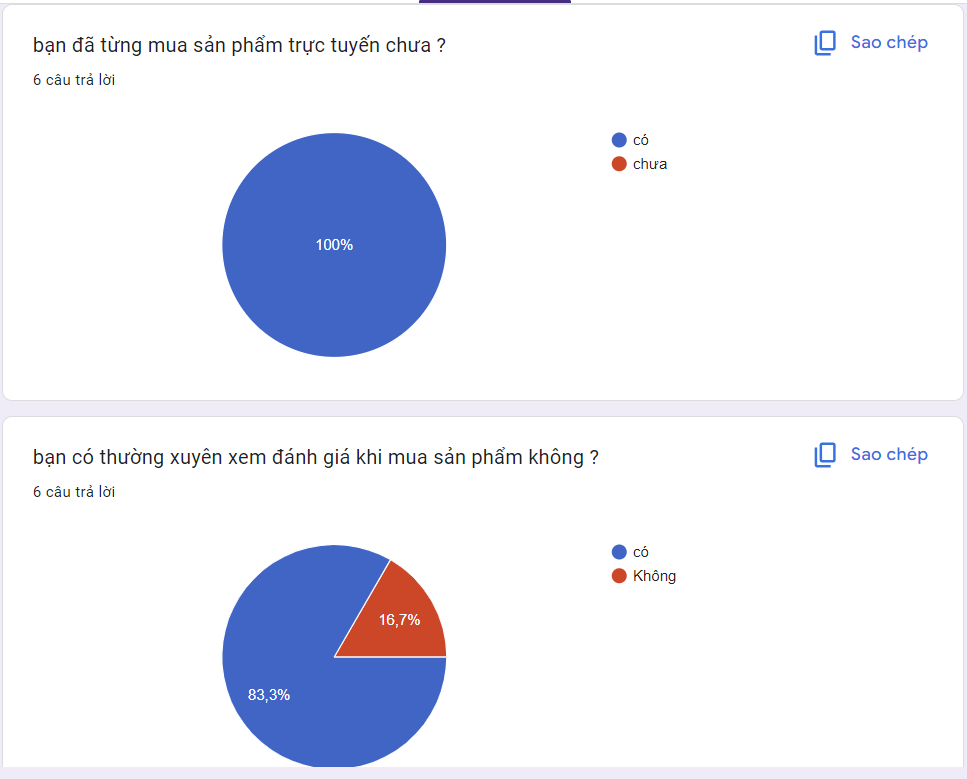 bạn đã từng mua sản phẩm trực tuyến chưa ?
Sao chép
6 câu trả lời
có
chưa
100%
bạn có thường xuyên xem đánh giá khi mua sản phẩm không ?
Sao chép
6 câu trả lời
có
Không
16,7%
83,3%